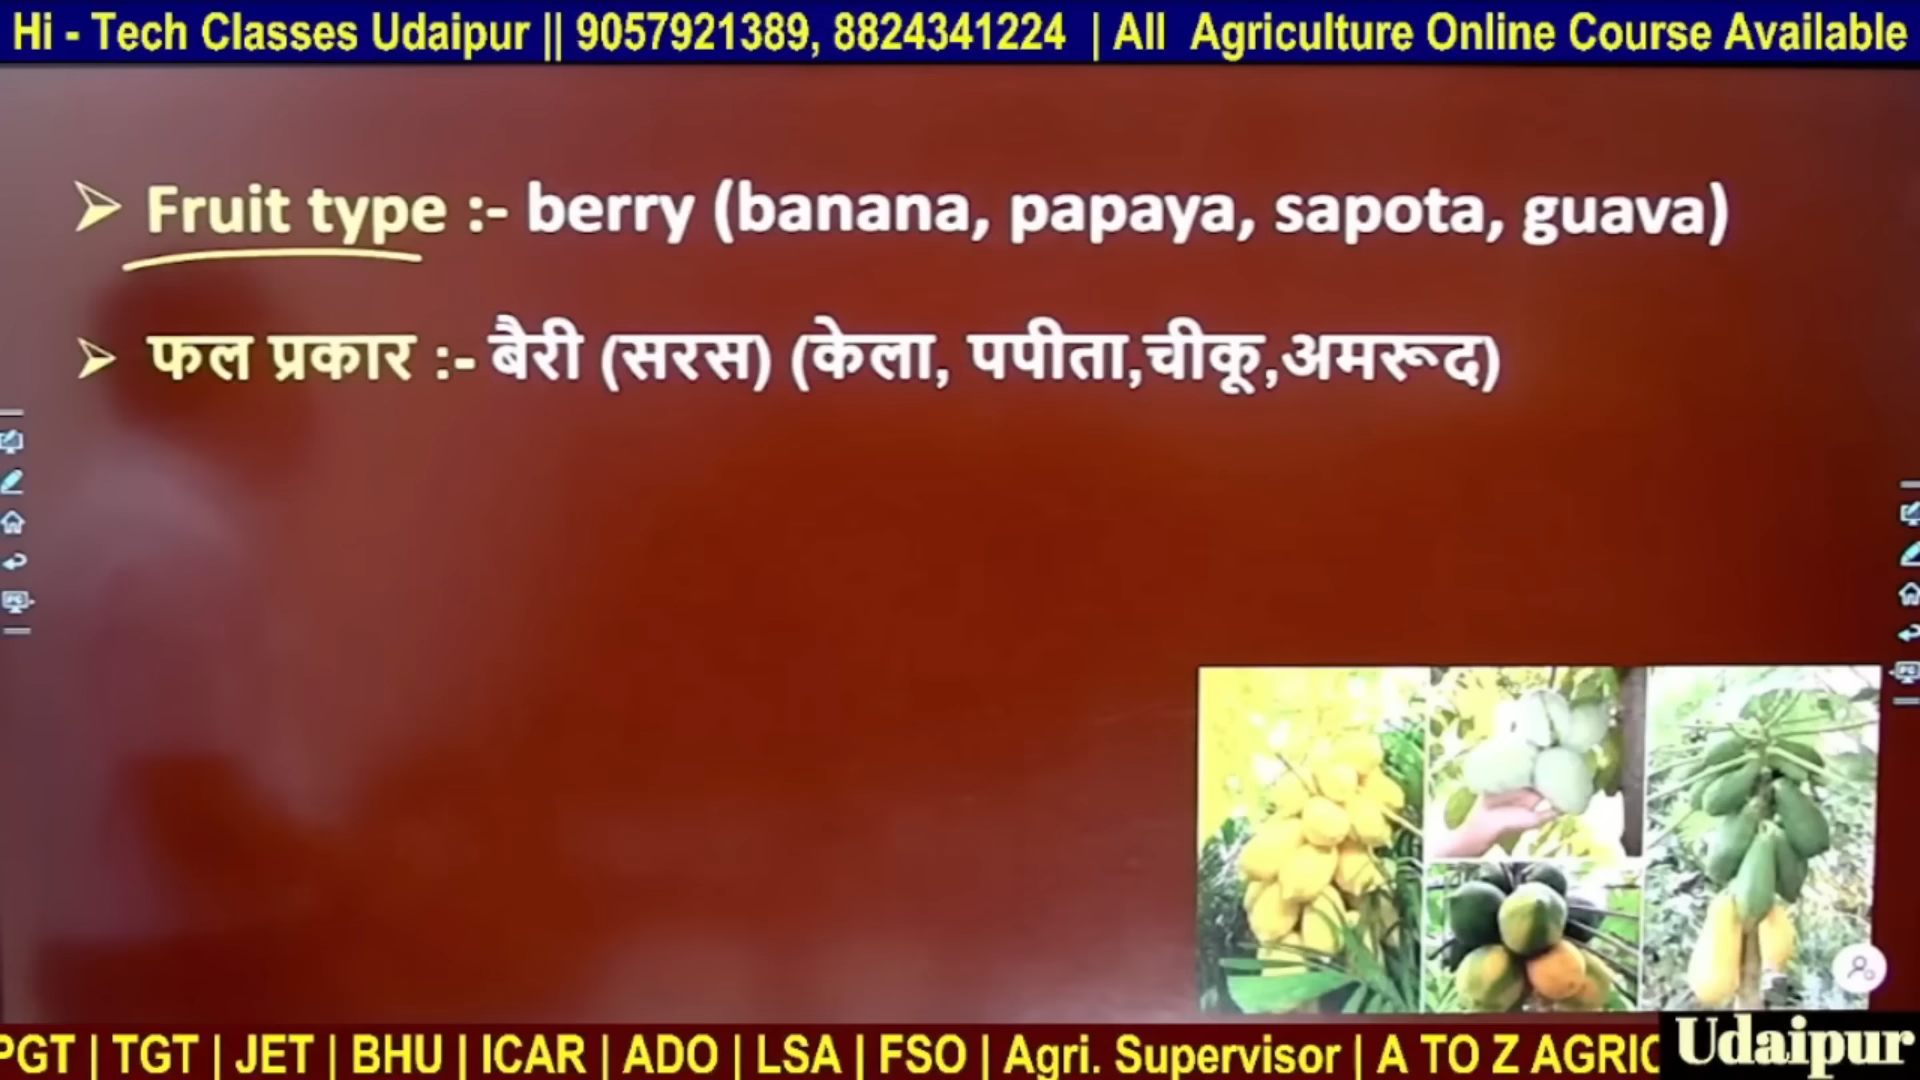 Hi - Tech Classes Udaipur || 9057921389, 8824341224 | All Agriculture Online Course Available
➢ Fruit type :- berry (banana, papaya, sapota, guava)
➢ फल प्रकार :- बैरी (सरस) (केला, पपीता,चीकू,अमरूद)
PGT | TGT | JET | BHU | ICAR | ADO | LSA | FSO | Agri. Supervisor | A TO Z AGRIC
Udaipur